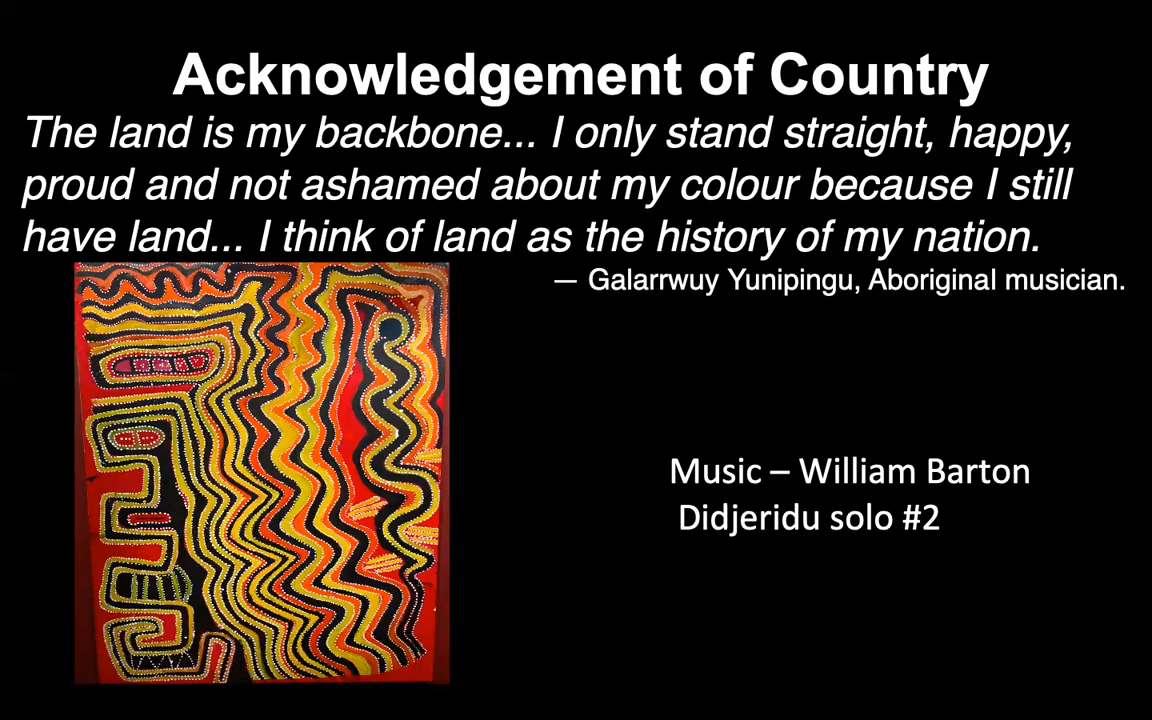 Acknowledgement of Country
The land is my backbone... I only stand straight, happy,
proud and not ashamed about my colour because I still
have land... I think of land as the history of my nation.
— Galarrwuy Yunipingu, Aboriginal musician.
Music – William Barton
Didjeridu solo #2